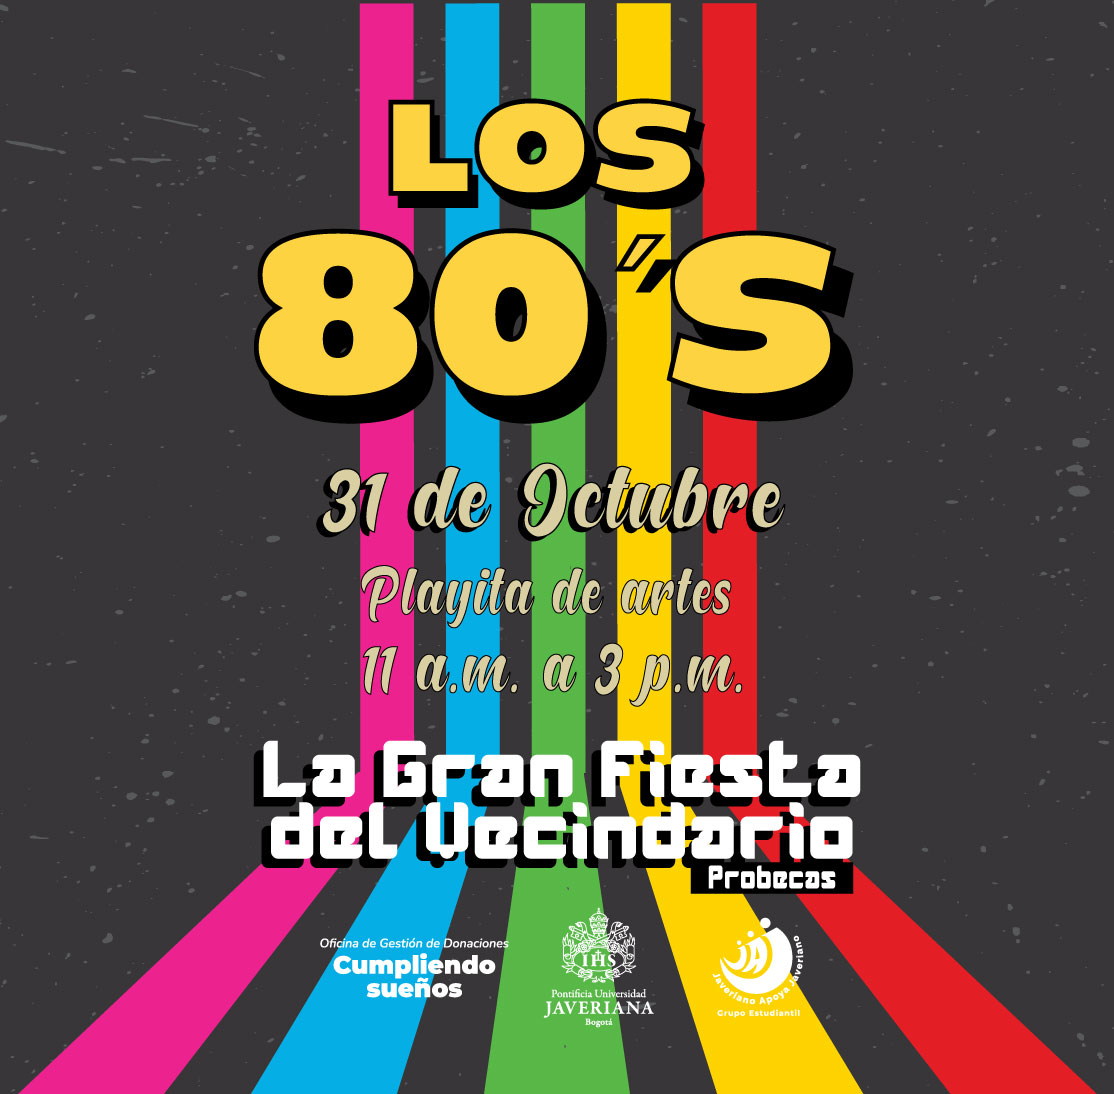 LOS
80´S
31 de Octubre
Playita de artes
11 a.m. a 3 p.m.
La Gran Fiesta
del Vecindario
Probecas
Oficina de Gestión de Donaciones
Cumpliendo
sueños
IHS
Pontificia Universidad
JAVERIANA
Bogotá
JAJ
Javeriano Apoya Javeriano
Grupo Estudiantil